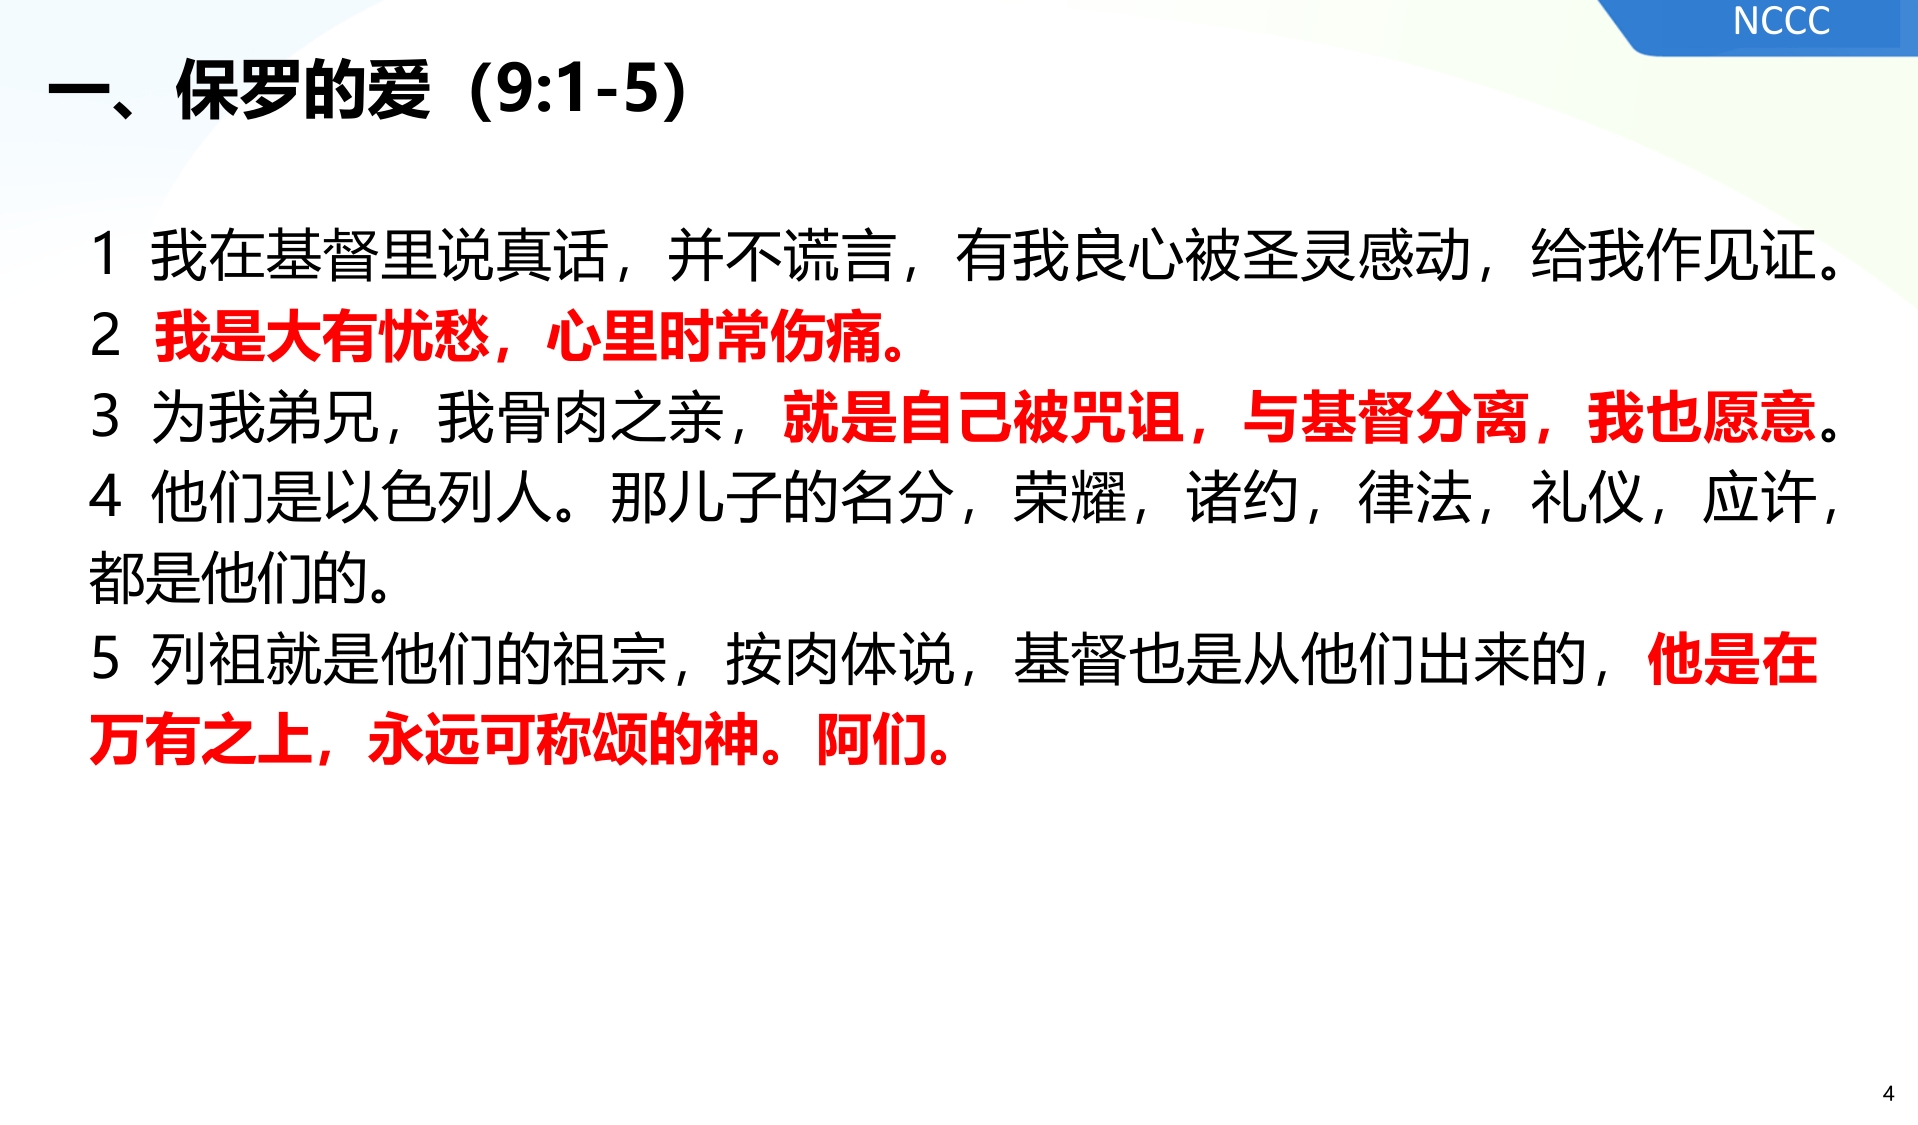 NCCC
一、保罗的爱（9:1-5）
1 我在基督里说真话，并不谎言，有我良心被圣灵感动，给我作见证。
2 我是大有忧愁，心里时常伤痛。
3 为我弟兄，我骨肉之亲，就是自己被咒诅，与基督分离，我也愿意。
4 他们是以色列人。那儿子的名分，荣耀，诸约，律法，礼仪，应许，
都是他们的。
5 列祖就是他们的祖宗，按肉体说，基督也是从他们出来的，他是在
万有之上，永远可称颂的神。阿们。
4